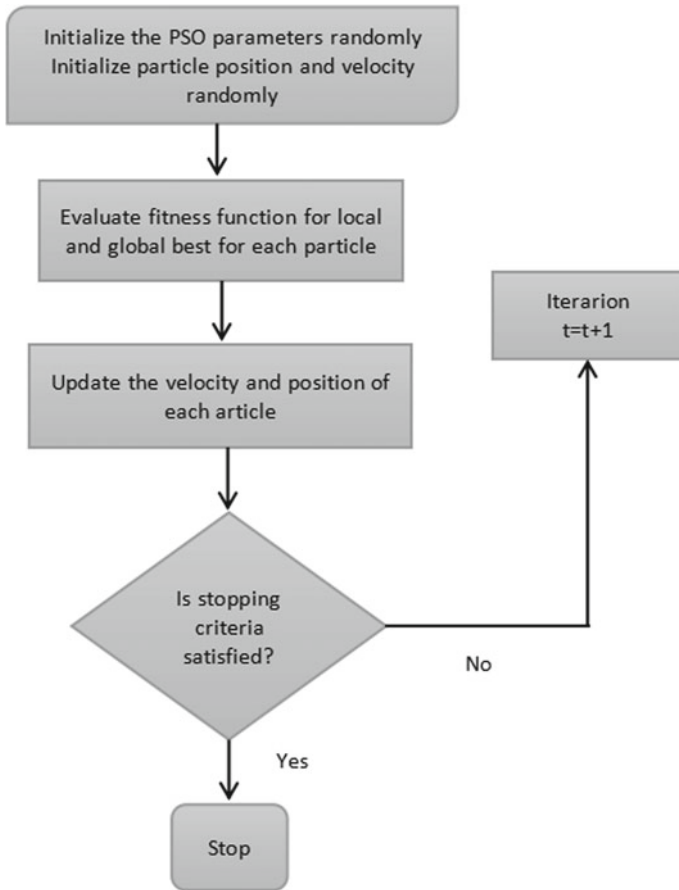 Initialize the PSO parameters randomly
Initialize particle position and velocity
randomly
Evaluate fitness function for local
and global best for each particle
Iterarion
t=t+1
Update the velocity and position of
each article
Is stopping
criteria
satisfied?
No
Yes
Stop